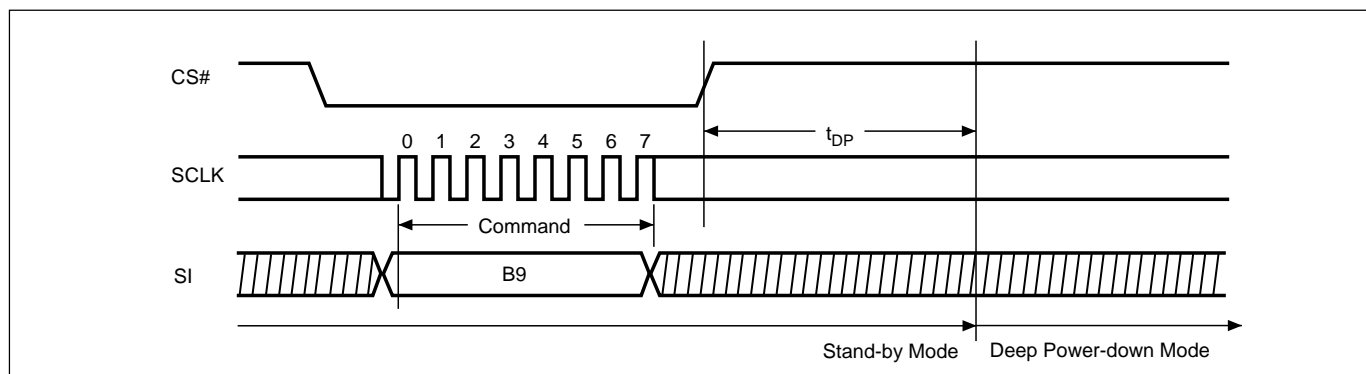 CS#
tDP
0 1 2 3 4 5 6 7
SCLK
Command
SI
B9
Stand-by Mode
Deep Power-down Mode